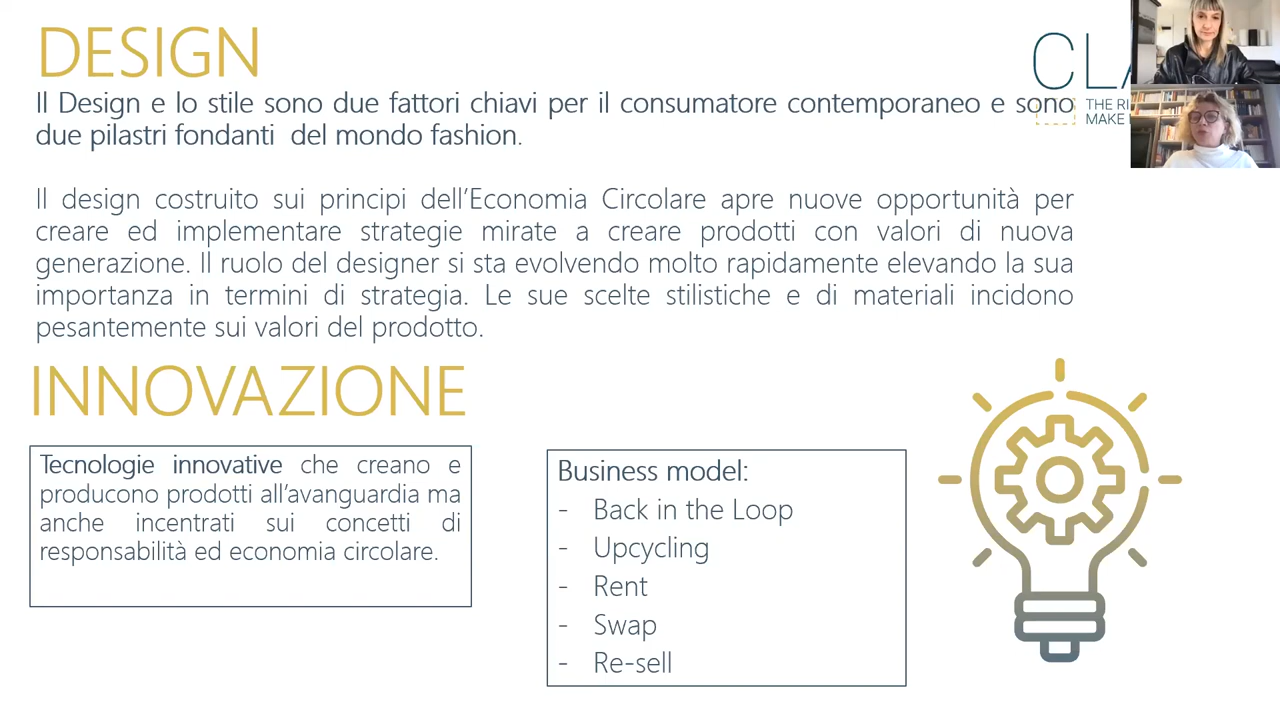 DESIGN
Il Design e lo stile sono due fattori chiavi per il consumatore contemporaneo e sono
due pilastri fondanti del mondo fashion.
Il design costruito sui principi dell’Economia Circolare apre nuove opportunità per
creare ed implementare strategie mirate a creare prodotti con valori di nuova
generazione. Il ruolo del designer si sta evolvendo molto rapidamente elevando la sua
importanza in termini di strategia. Le sue scelte stilistiche e di materiali incidono
pesantemente sui valori del prodotto.
INNOVAZIONE
Tecnologie innovative che creano e
producono prodotti all’avanguardia ma
anche incentrati sui concetti di
responsabilità ed economia circolare.
Business model:
- Back in the Loop
- Upcycling
- Rent
- Swap
- Re-sell
THE
MAKE